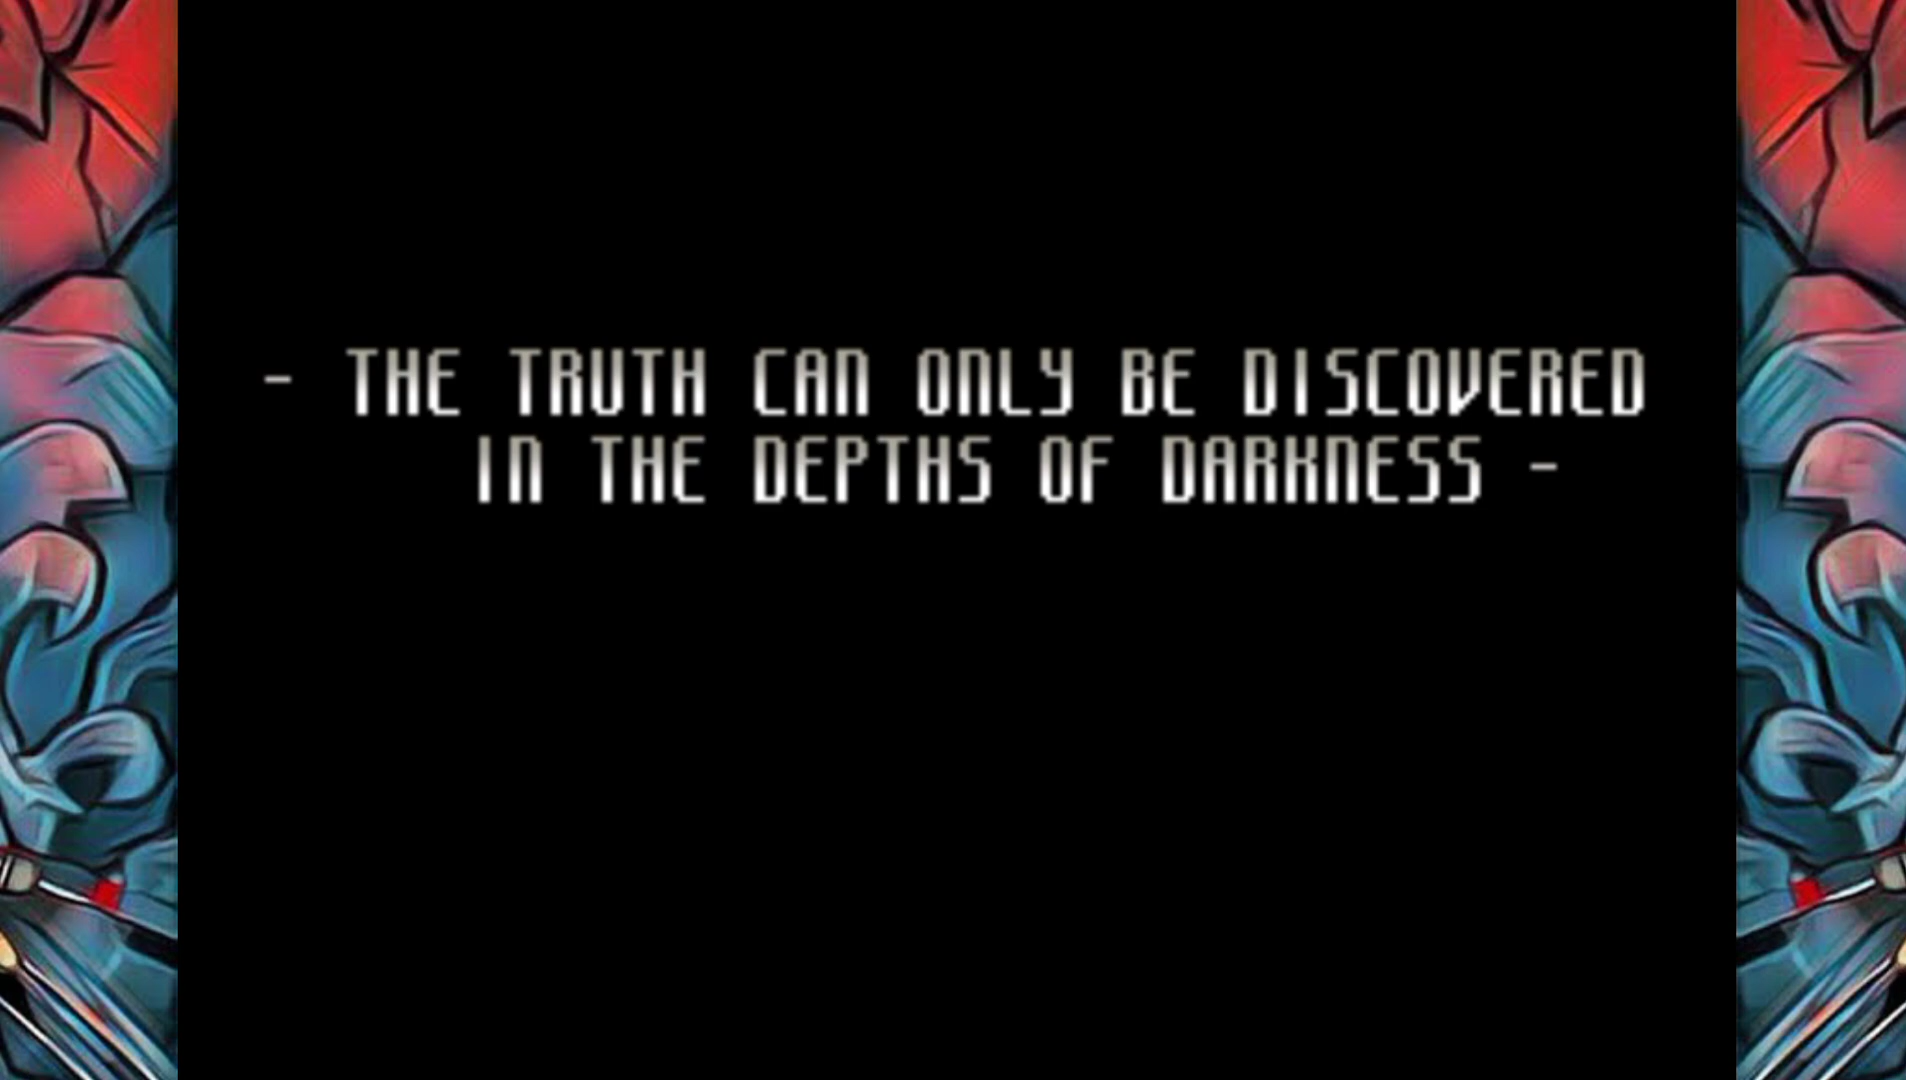 - THE TRUTH CAN ONLY BE DISCOVERED
IN THE DEPTHS OF DARKNESS -